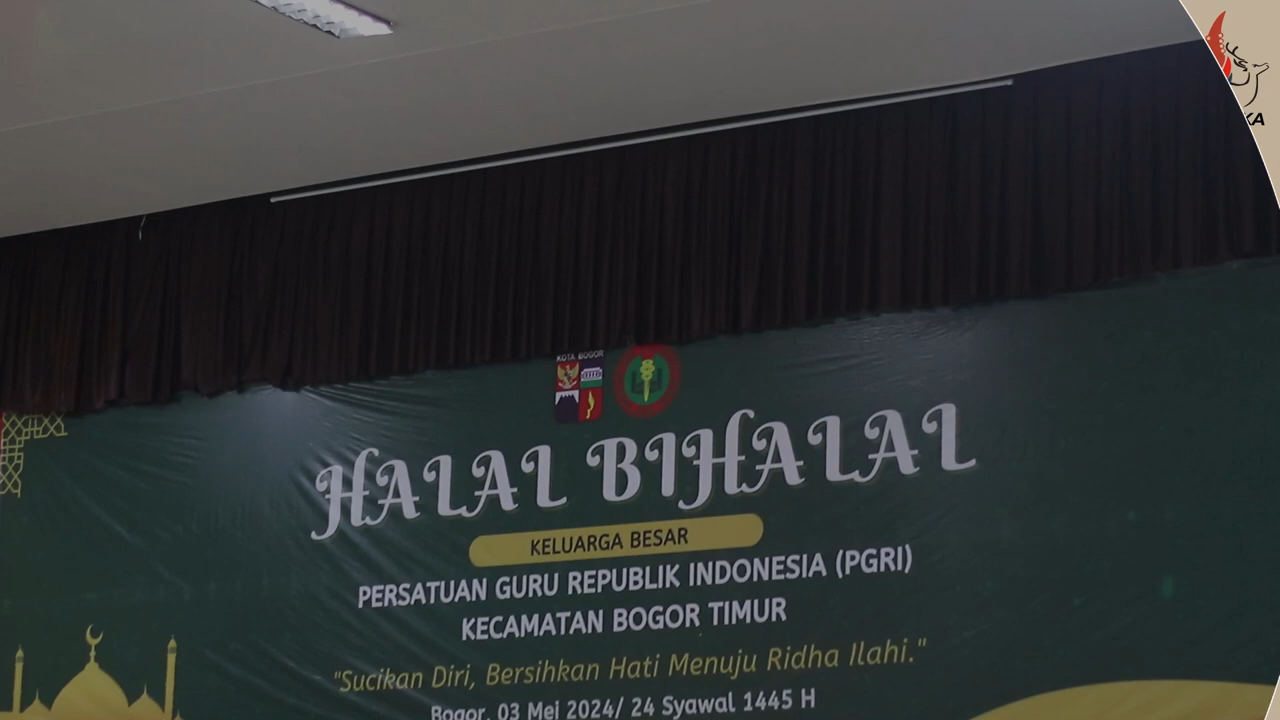 KOTA BOGOR
HALAL BIHALAL
KELUARGA BESAR
PERSATUAN GURU REPUBLIK INDONESIA (PGRI)
KECAMATAN BOGOR TIMUR
"Sucikan Diri, Bersihkan Hati Menuju Ridha Ilahi."
Bogor, 03 Mei 2024/ 24 Syawal 1445 H